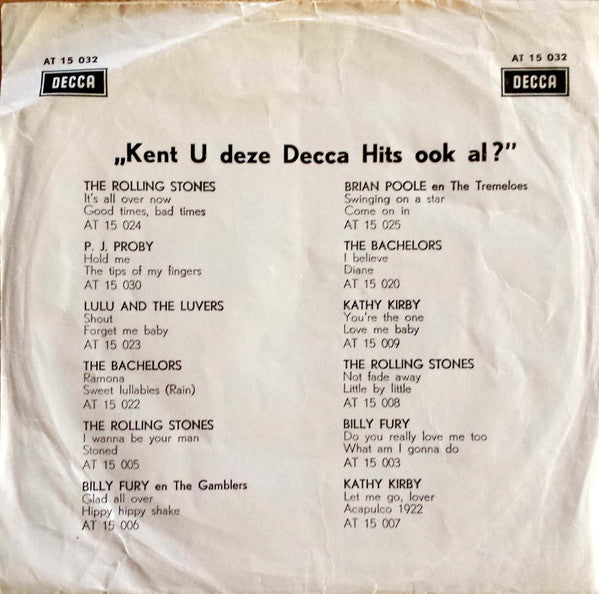 AT 15 032
DECCA
AT 15 032
DECCA
„Kent U deze Decca Hits ook al?”
THE ROLLING STONES
It's all over now
Good times, bad times
AT 15 024
P. J. PROBY
Hold me
The tips of my fingers
AT 15 030
LULU AND THE LUVERS
Shout
Forget me baby
AT 15 023
THE BACHELORS
Ramona
Sweet lullabies (Rain)
AT 15 022
THE ROLLING STONES
I wanna be your man
Stoned
AT 15 005
BILLY FURY en The Gamblers
Glad all over
Hippy hippy shake
AT 15 006
BRIAN POOLE en The Tremeloes
Swinging on a star
Come on in
AT 15 025
THE BACHELORS
I believe
Diane
AT 15 020
KATHY KIRBY
You're the one
Love me baby
AT 15 009
THE ROLLING STONES
Not fade away
Little by little
AT 15 008
BILLY FURY
Do you really love me too
What am I gonna do
AT 15 003
KATHY KIRBY
Let me go, lover
Acapulco 1922
AT 15 007